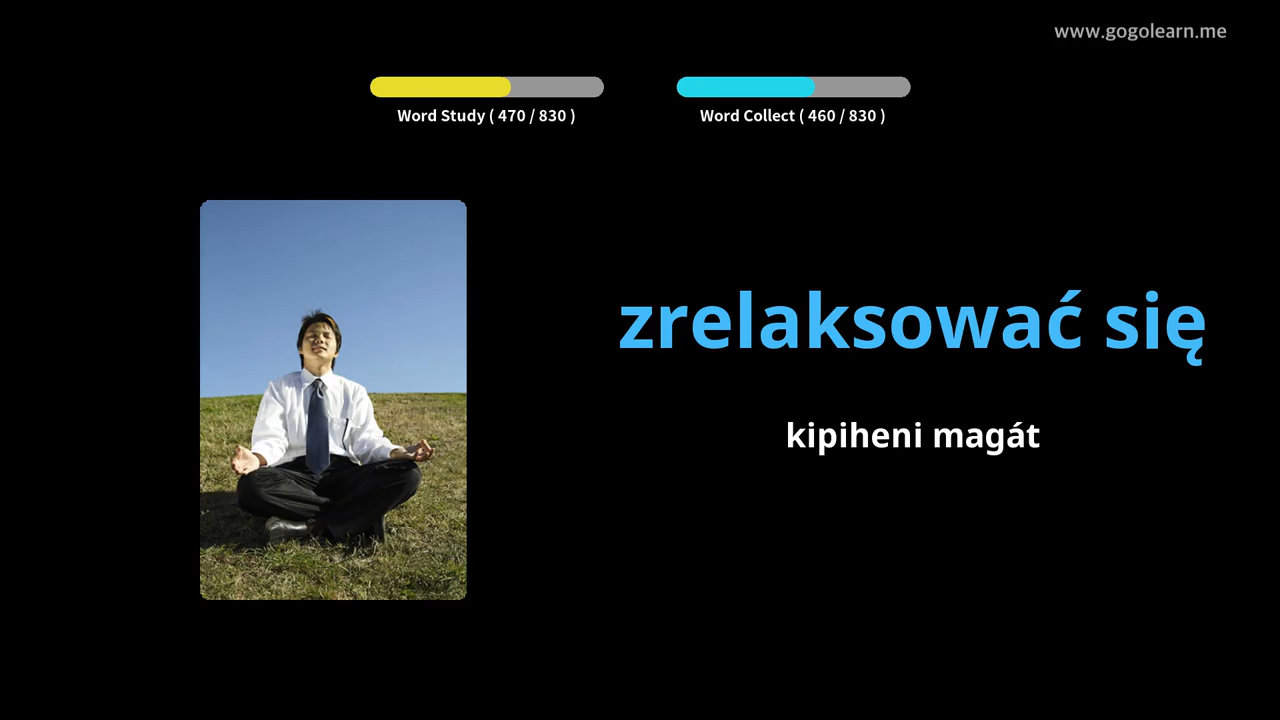 www.gogolearn.me
Word Study ( 470 / 830 )
Word Collect ( 460 / 830 )
zrelaksować się
kipiheni magát